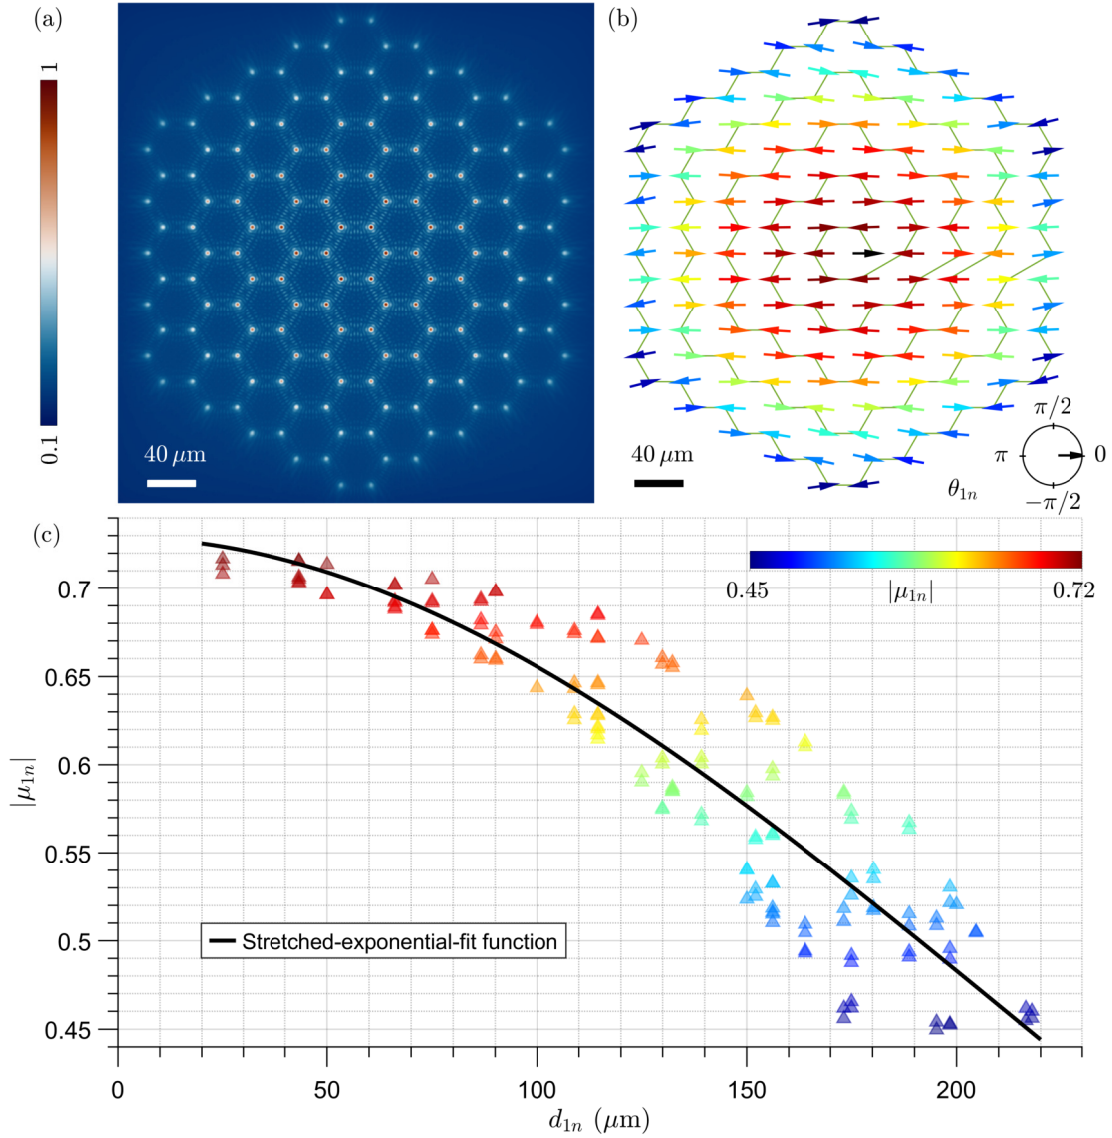 (a)
(b)
1
0.1
40 μm
40 μm
π/2
π
0
−π/2
θ1n
(c)
0.45
|μ1n|
0.72
0.7
0.65
0.6
0.55
0.5
0.45
|μ1n|
Stretched-exponential-fit function
0
50
100
150
200
d1n (μm)